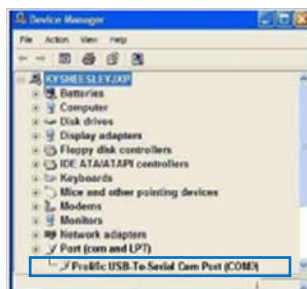 Device Manager
File Action View Help
KYSHEESLEYJXP
Batteries
Computer
Disk drives
Display adapters
Floppy disk controllers
IDE ATA/ATAPI controllers
Keyboards
Mice and other pointing devices
Modems
Monitors
Network adapters
Port (com and LPT)
Prolific USB-To-Serial Com Port (COM3)